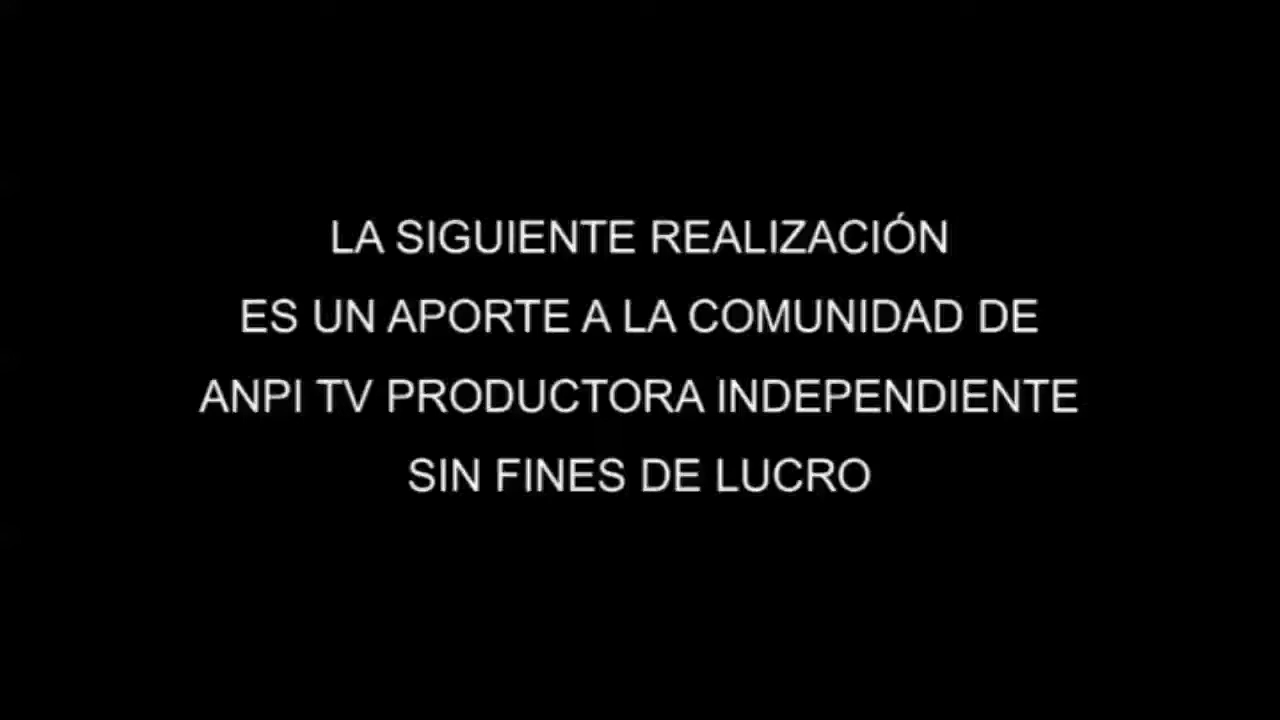 LA SIGUIENTE REALIZACIÓN
ES UN APORTE A LA COMUNIDAD DE
ANPI TV PRODUCTORA INDEPENDIENTE
SIN FINES DE LUCRO